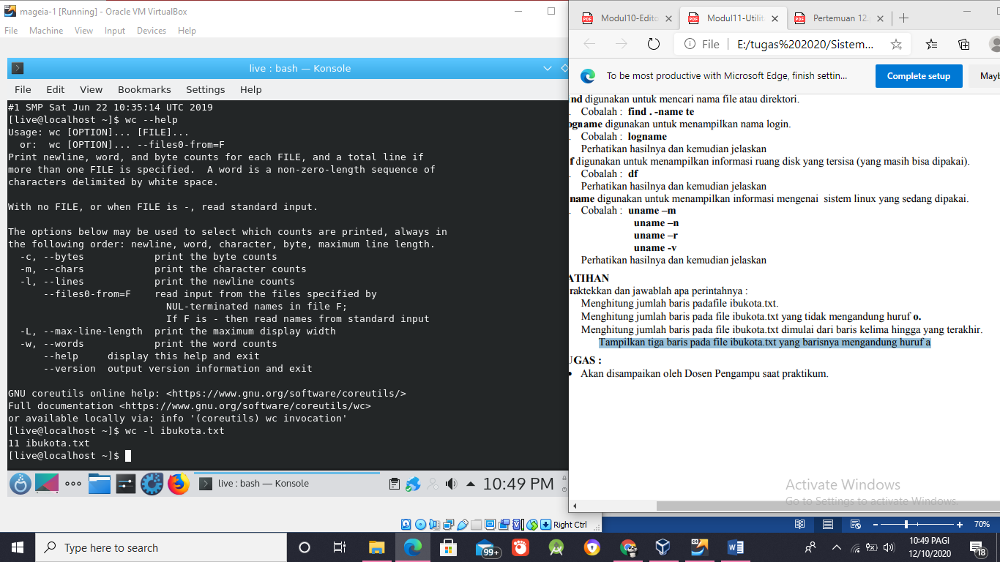 mageia-1 [Running] - Oracle VM VirtualBox
File Machine View Input Devices Help
live : bash — Konsole
File Edit View Bookmarks Settings Help
#1 SMP Sat Jun 22 10:35:14 UTC 2019
[live@localhost ~]$ wc --help
Usage: wc [OPTION]... [FILE]...
or: wc [OPTION]... --files0-from=F
Print newline, word, and byte counts for each FILE, and a total line if
more than one FILE is specified. A word is a non-zero-length sequence of
characters delimited by white space.
With no FILE, or when FILE is -, read standard input.
The options below may be used to select which counts are printed, always in
the following order: newline, word, character, byte, maximum line length.
-c, --bytes print the byte counts
-m, --chars print the character counts
-l, --lines print the newline counts
--files0-from=F read input from the files specified by
NUL-terminated names in file F;
If F is - then read names from standard input
-L, --max-line-length print the maximum display width
-w, --words print the word counts
--help display this help and exit
--version output version information and exit
GNU coreutils online help: <https://www.gnu.org/software/coreutils/>
Full documentation <https://www.gnu.org/software/coreutils/wc>
or available locally via: info '(coreutils) wc invocation'
[live@localhost ~]$ wc -l ibukota.txt
11 ibukota.txt
[live@localhost ~]$
live : bash — Konsole
10:49 PM
Right Ctrl
Modul10-Edito
Modul11-Utilit
Pertemuan 12.
File
E:/tugas%202020/Sistem...
To be most productive with Microsoft Edge, finish settin...
Complete setup
Mayb
nd digunakan untuk mencari nama file atau direktori.
. Cobalah : find . -name te
ogname digunakan untuk menampilkan nama login.
. Cobalah : logname
Perhatikan hasilnya dan kemudian jelaskan
f digunakan untuk menampilkan informasi ruang disk yang tersisa (yang masih bisa dipakai).
. Cobalah : df
Perhatikan hasilnya dan kemudian jelaskan
name digunakan untuk menampilkan informasi mengenai sistem linux yang sedang dipakai.
. Cobalah : uname –m
uname –n
uname –r
uname -v
Perhatikan hasilnya dan kemudian jelaskan
ATIHAN
raktekkan dan jawablah apa perintahnya :
Menghitung jumlah baris padafile ibukota.txt.
Menghitung jumlah baris pada file ibukota.txt yang tidak mengandung huruf o.
Menghitung jumlah baris pada file ibukota.txt dimulai dari baris kelima hingga yang terakhir.
Tampilkan tiga baris pada file ibukota.txt yang barisnya mengandung huruf a
UGAS :
• Akan disampaikan oleh Dosen Pengampu saat praktikum.
Activate Windows
Go to Settings to activate Windows.
70%
Type here to search
99+
10:49 PAGI
12/10/2020
18